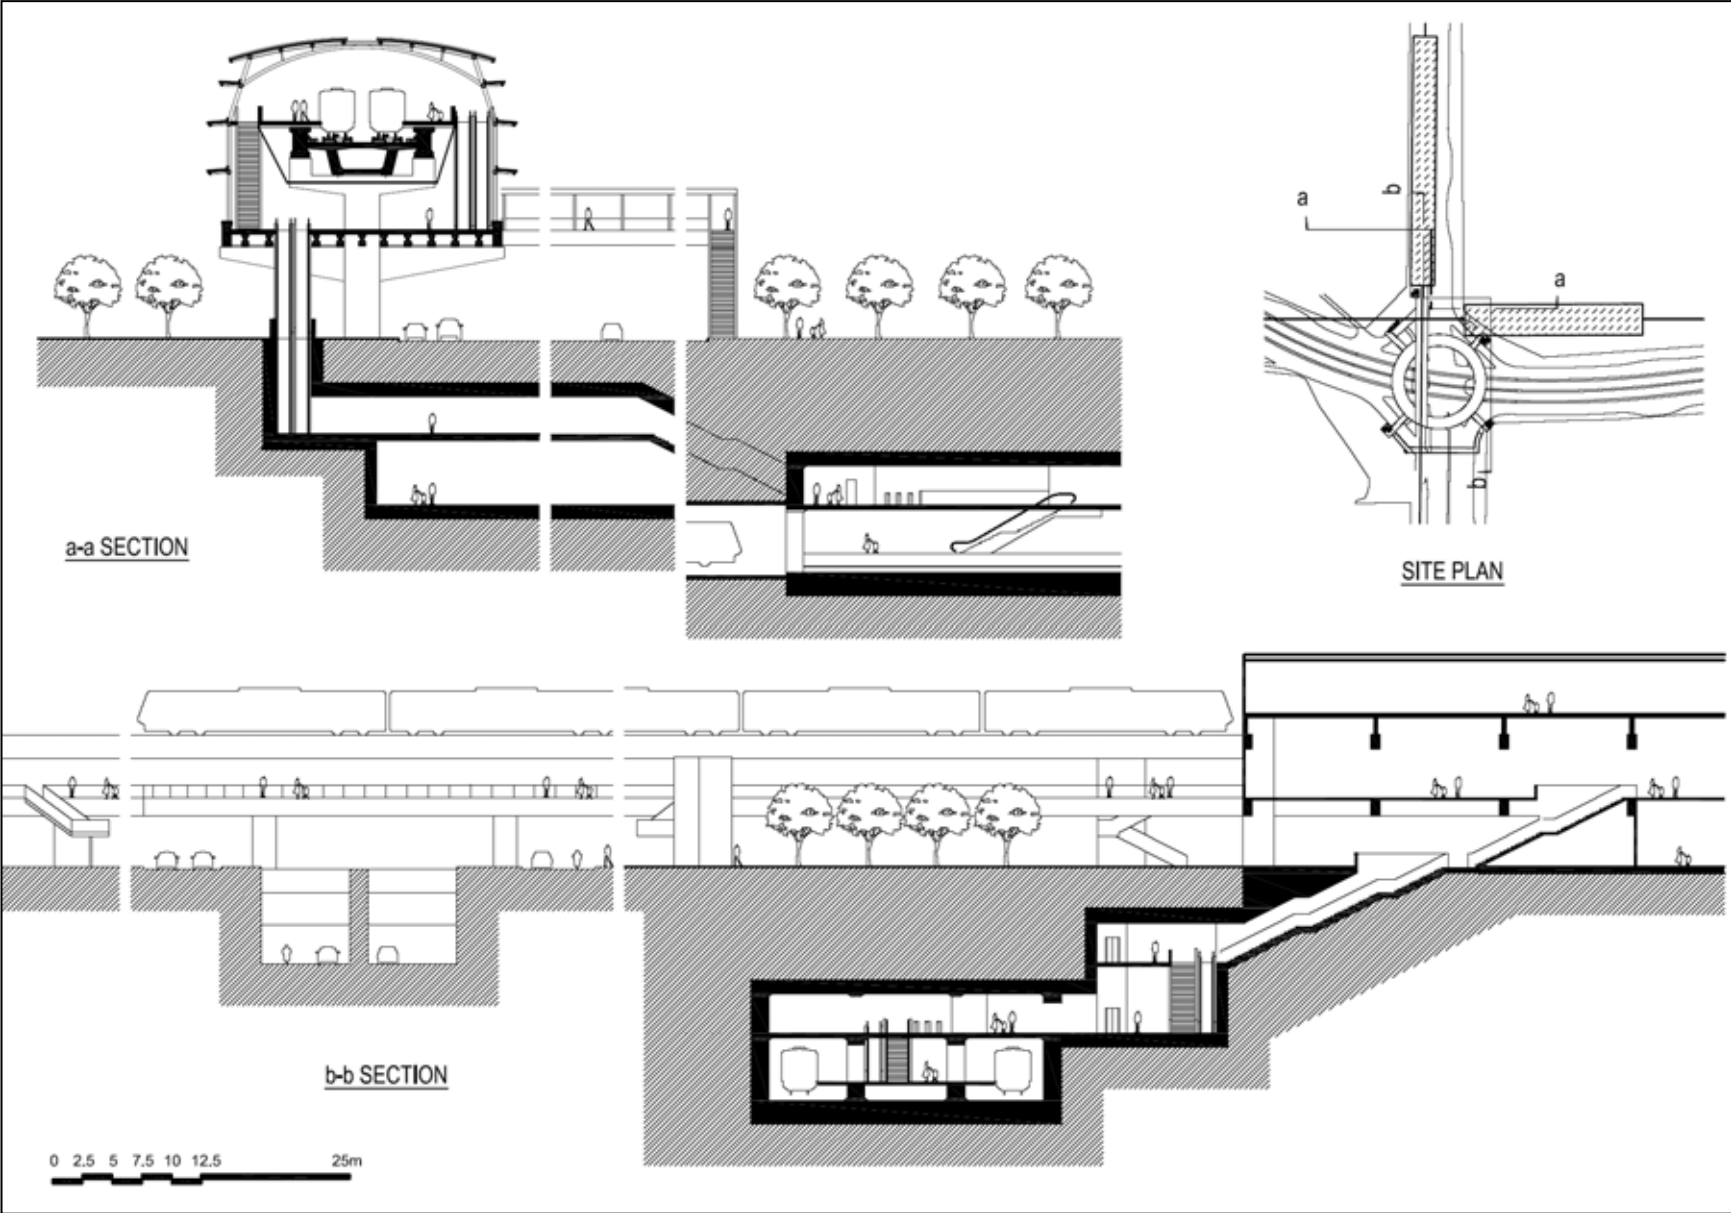 a
b
a
b
SITE PLAN
a-a SECTION
b-b SECTION
0 2.5 5 7.5 10 12.5 25m